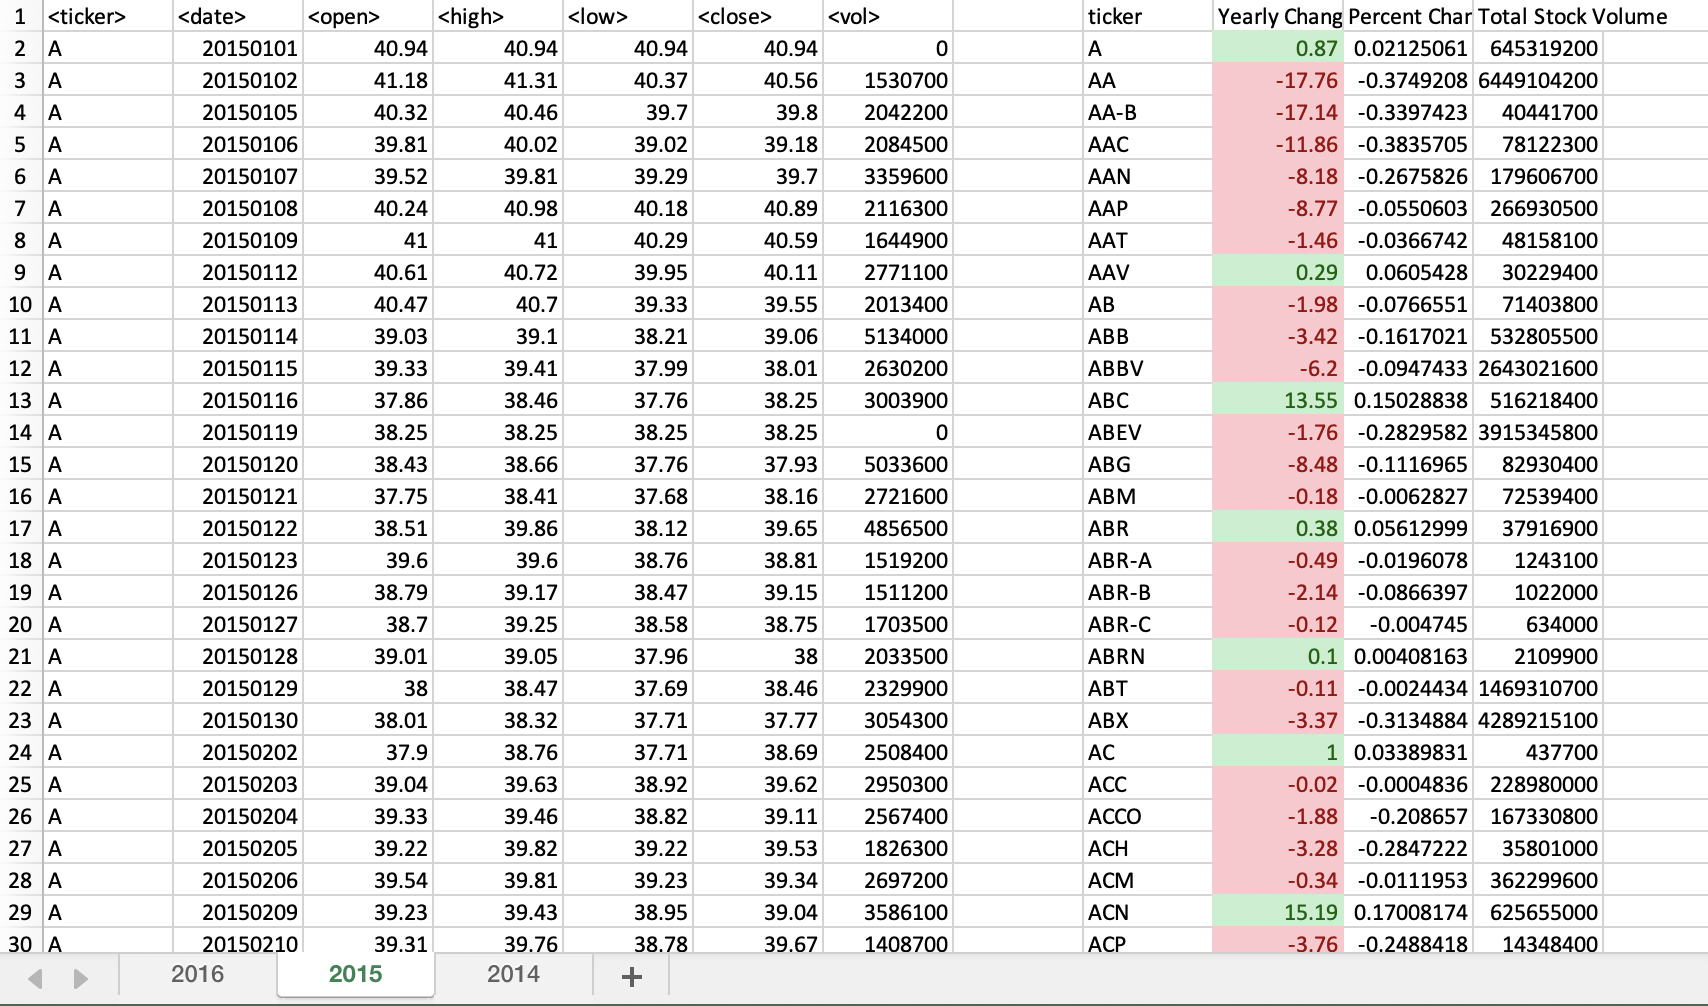 1 <ticker> <date> <open> <high> <low> <close> <vol> ticker Yearly Chang Percent Char Total Stock Volume
2 A 20150101 40.94 40.94 40.94 40.94 0 A 0.87 0.02125061 645319200
3 A 20150102 41.18 41.31 40.37 40.56 1530700 AA -17.76 -0.3749208 6449104200
4 A 20150105 40.32 40.46 39.7 39.8 2042200 AA-B -17.14 -0.3397423 40441700
5 A 20150106 39.81 40.02 39.02 39.18 2084500 AAC -11.86 -0.3835705 78122300
6 A 20150107 39.52 39.81 39.29 39.7 3359600 AAN -8.18 -0.2675826 179606700
7 A 20150108 40.24 40.98 40.18 40.89 2116300 AAP -8.77 -0.0550603 266930500
8 A 20150109 41 41 40.29 40.59 1644900 AAT -1.46 -0.0366742 48158100
9 A 20150112 40.61 40.72 39.95 40.11 2771100 AAV 0.29 0.0605428 30229400
10 A 20150113 40.47 40.7 39.33 39.55 2013400 AB -1.98 -0.0766551 71403800
11 A 20150114 39.03 39.1 38.21 39.06 5134000 ABB -3.42 -0.1617021 532805500
12 A 20150115 39.33 39.41 37.99 38.01 2630200 ABBV -6.2 -0.0947433 2643021600
13 A 20150116 37.86 38.46 37.76 38.25 3003900 ABC 13.55 0.15028838 516218400
14 A 20150119 38.25 38.25 38.25 38.25 0 ABEV -1.76 -0.2829582 3915345800
15 A 20150120 38.43 38.66 37.76 37.93 5033600 ABG -8.48 -0.1116965 82930400
16 A 20150121 37.75 38.41 37.68 38.16 2721600 ABM -0.18 -0.0062827 72539400
17 A 20150122 38.51 39.86 38.12 39.65 4856500 ABR 0.38 0.05612999 37916900
18 A 20150123 39.6 39.6 38.76 38.81 1519200 ABR-A -0.49 -0.0196078 1243100
19 A 20150126 38.79 39.17 38.47 39.15 1511200 ABR-B -2.14 -0.0866397 1022000
20 A 20150127 38.7 39.25 38.58 38.75 1703500 ABR-C -0.12 -0.004745 634000
21 A 20150128 39.01 39.05 37.96 38 2033500 ABRN 0.1 0.00408163 2109900
22 A 20150129 38 38.47 37.69 38.46 2329900 ABT -0.11 -0.0024434 1469310700
23 A 20150130 38.01 38.32 37.71 37.77 3054300 ABX -3.37 -0.3134884 4289215100
24 A 20150202 37.9 38.76 37.71 38.69 2508400 AC 1 0.03389831 437700
25 A 20150203 39.04 39.63 38.92 39.62 2950300 ACC -0.02 -0.0004836 228980000
26 A 20150204 39.33 39.46 38.82 39.11 2567400 ACCO -1.88 -0.208657 167330800
27 A 20150205 39.22 39.82 39.22 39.53 1826300 ACH -3.28 -0.2847222 35801000
28 A 20150206 39.54 39.81 39.23 39.34 2697200 ACM -0.34 -0.0111953 362299600
29 A 20150209 39.23 39.43 38.95 39.04 3586100 ACN 15.19 0.17008174 625655000
30 A 20150210 39.31 39.76 38.78 39.67 1408700 ACP -3.76 -0.2488418 14348400
2016 2015 2014 +